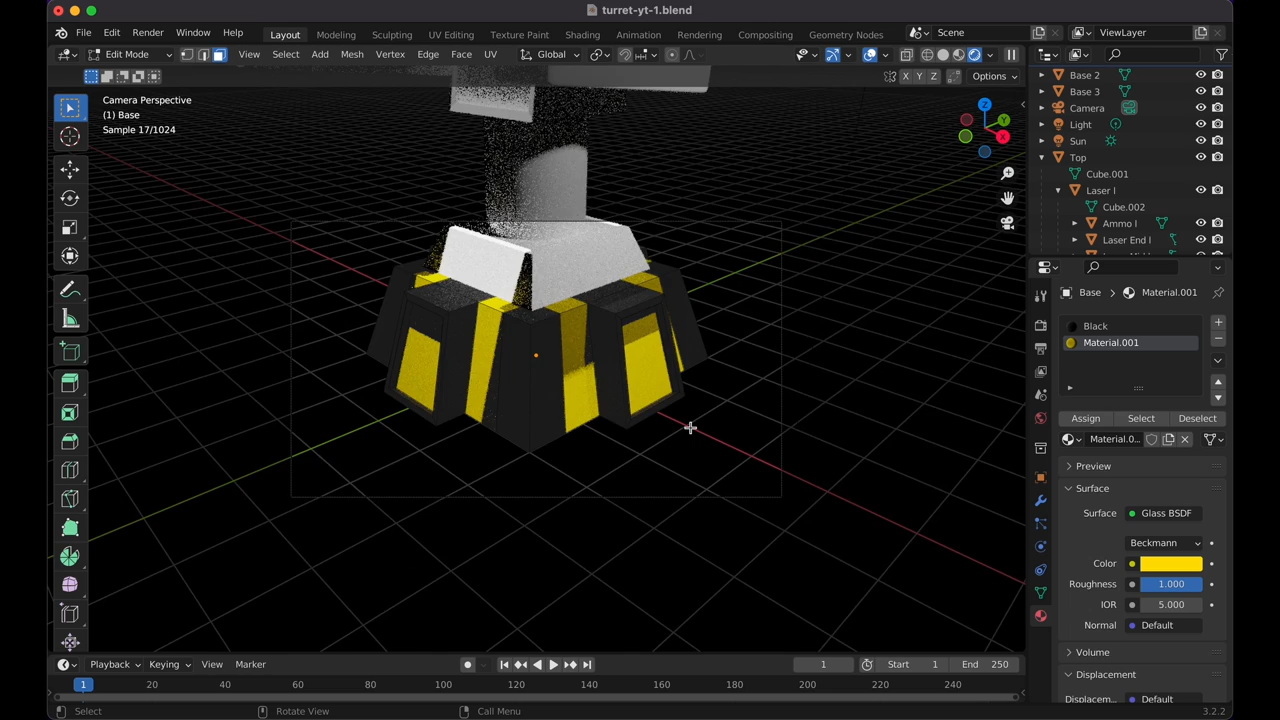 turret-yt-1.blend
File Edit Render Window Help Layout Modeling Sculpting UV Editing Texture Paint Shading Animation Rendering Compositing Geometry Nodes Scene ViewLayer
Edit Mode View Select Add Mesh Vertex Edge Face UV Global
X Y Z Options
Camera Perspective
(1) Base
Sample 17/1024
Z
Y
X
Base 2
Base 3
Camera
Light
Sun
Top
Cube.001
Laser l
Cube.002
Ammo l
Laser End l
Base Material.001
Black
Material.001
Assign Select Deselect
Material.0...
Preview
Surface
Surface Glass BSDF
Beckmann
Color
Roughness 1.000
IOR 5.000
Normal Default
Volume
Displacement
Displacem... Default
Playback Keying View Marker 1 Start 1 End 250
1 20 40 60 80 100 120 140 160 180 200 220 240
Select Rotate View Call Menu 3.2.2